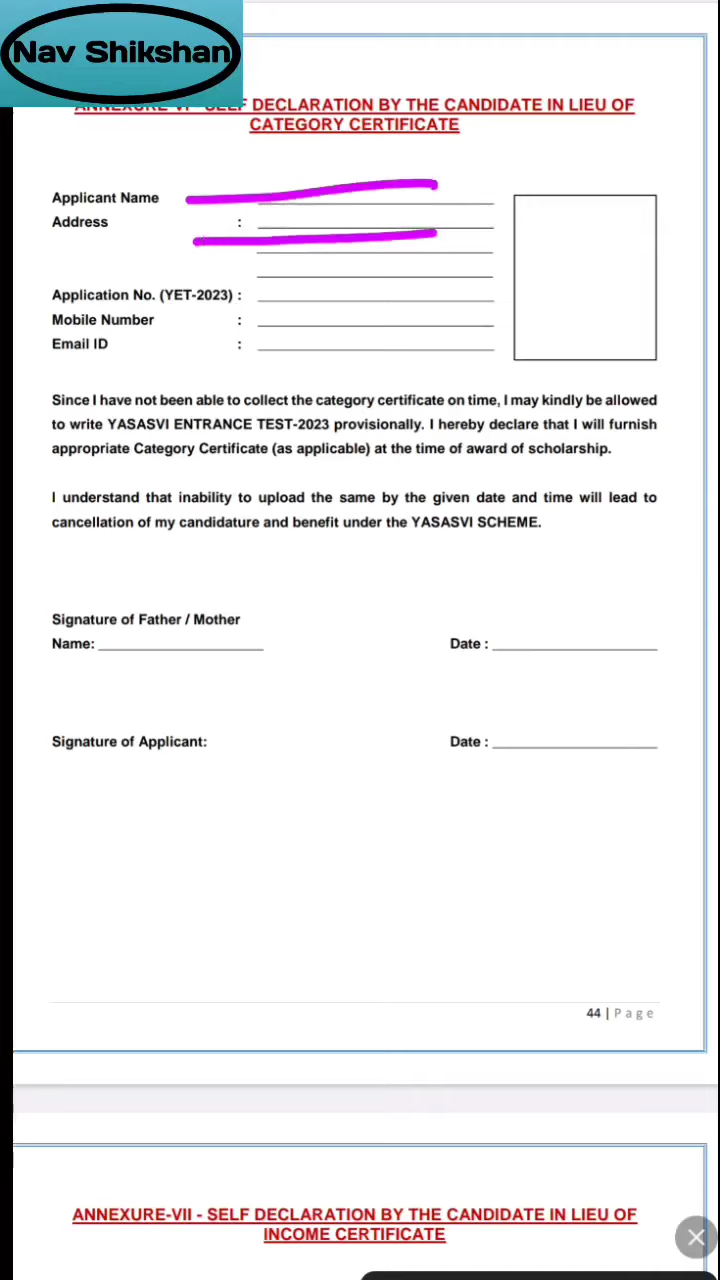 Nav Shikshan
ANNEXURE-VI - SELF DECLARATION BY THE CANDIDATE IN LIEU OF
CATEGORY CERTIFICATE
Applicant Name
Address :
Application No. (YET-2023) :
Mobile Number :
Email ID :
Since I have not been able to collect the category certificate on time, I may kindly be allowed
to write YASASVI ENTRANCE TEST-2023 provisionally. I hereby declare that I will furnish
appropriate Category Certificate (as applicable) at the time of award of scholarship.
I understand that inability to upload the same by the given date and time will lead to
cancellation of my candidature and benefit under the YASASVI SCHEME.
Signature of Father / Mother
Name: Date :
Signature of Applicant: Date :
44 | Page
ANNEXURE-VII - SELF DECLARATION BY THE CANDIDATE IN LIEU OF
INCOME CERTIFICATE